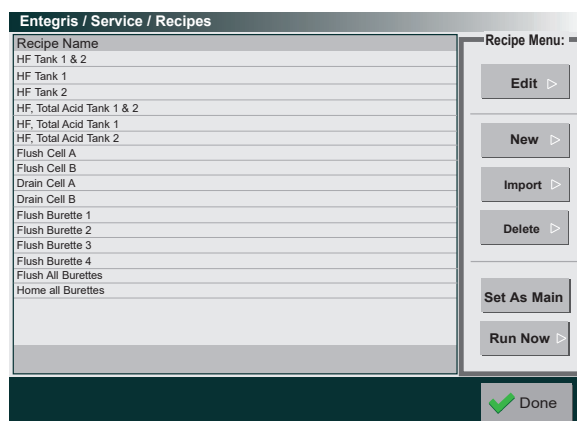 Entegris / Service / Recipes
Recipe Name
HF Tank 1 & 2
HF Tank 1
HF Tank 2
HF, Total Acid Tank 1 & 2
HF, Total Acid Tank 1
HF, Total Acid Tank 2
Flush Cell A
Flush Cell B
Drain Cell A
Drain Cell B
Flush Burette 1
Flush Burette 2
Flush Burette 3
Flush Burette 4
Flush All Burettes
Home all Burettes
Recipe Menu:
Edit
New
Import
Delete
Set As Main
Run Now
Done